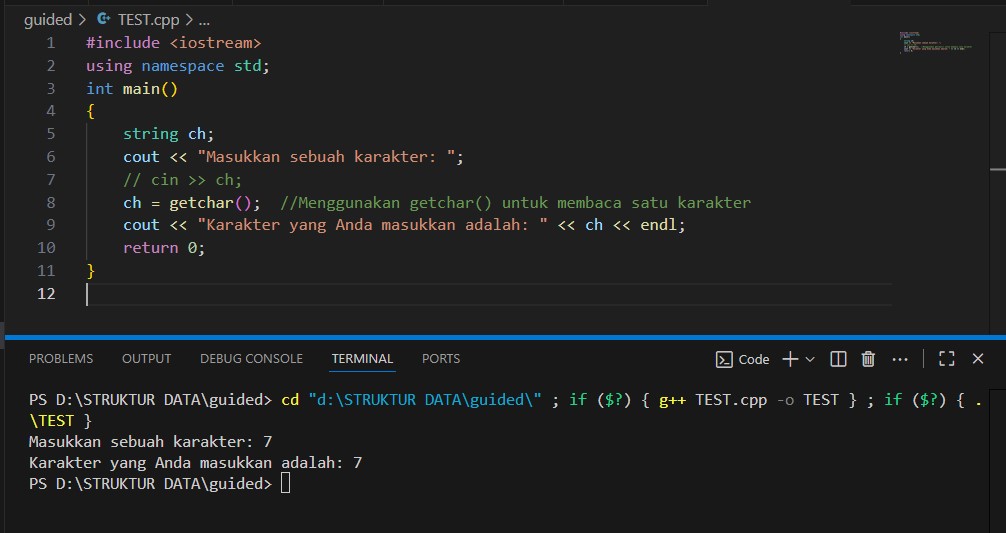 guided > TEST.cpp > ...
1 #include <iostream>
2 using namespace std;
3 int main()
4 {
5     string ch;
6     cout << "Masukkan sebuah karakter: ";
7     // cin >> ch;
8     ch = getchar();  //Menggunakan getchar() untuk membaca satu karakter
9     cout << "Karakter yang Anda masukkan adalah: " << ch << endl;
10     return 0;
11 }
12
PROBLEMS OUTPUT DEBUG CONSOLE TERMINAL PORTS Code
PS D:\STRUKTUR DATA\guided> cd "d:\STRUKTUR DATA\guided\" ; if ($?) { g++ TEST.cpp -o TEST } ; if ($?) { .
\TEST }
Masukkan sebuah karakter: 7
Karakter yang Anda masukkan adalah: 7
PS D:\STRUKTUR DATA\guided>